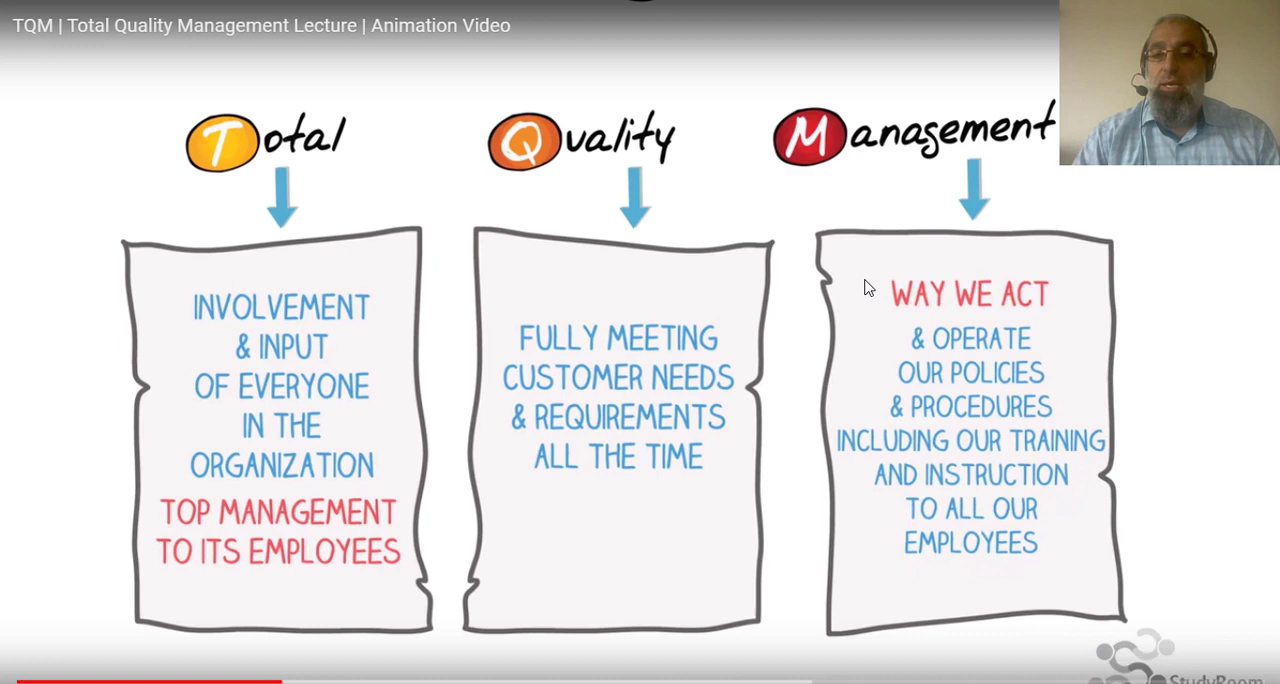 TQM | Total Quality Management Lecture | Animation Video
Total
Quality
Management
INVOLVEMENT
& INPUT
OF EVERYONE
IN THE
ORGANIZATION
TOP MANAGEMENT
TO ITS EMPLOYEES
FULLY MEETING
CUSTOMER NEEDS
& REQUIREMENTS
ALL THE TIME
WAY WE ACT
& OPERATE
OUR POLICIES
& PROCEDURES
INCLUDING OUR TRAINING
AND INSTRUCTION
TO ALL OUR
EMPLOYEES
StudyRoom